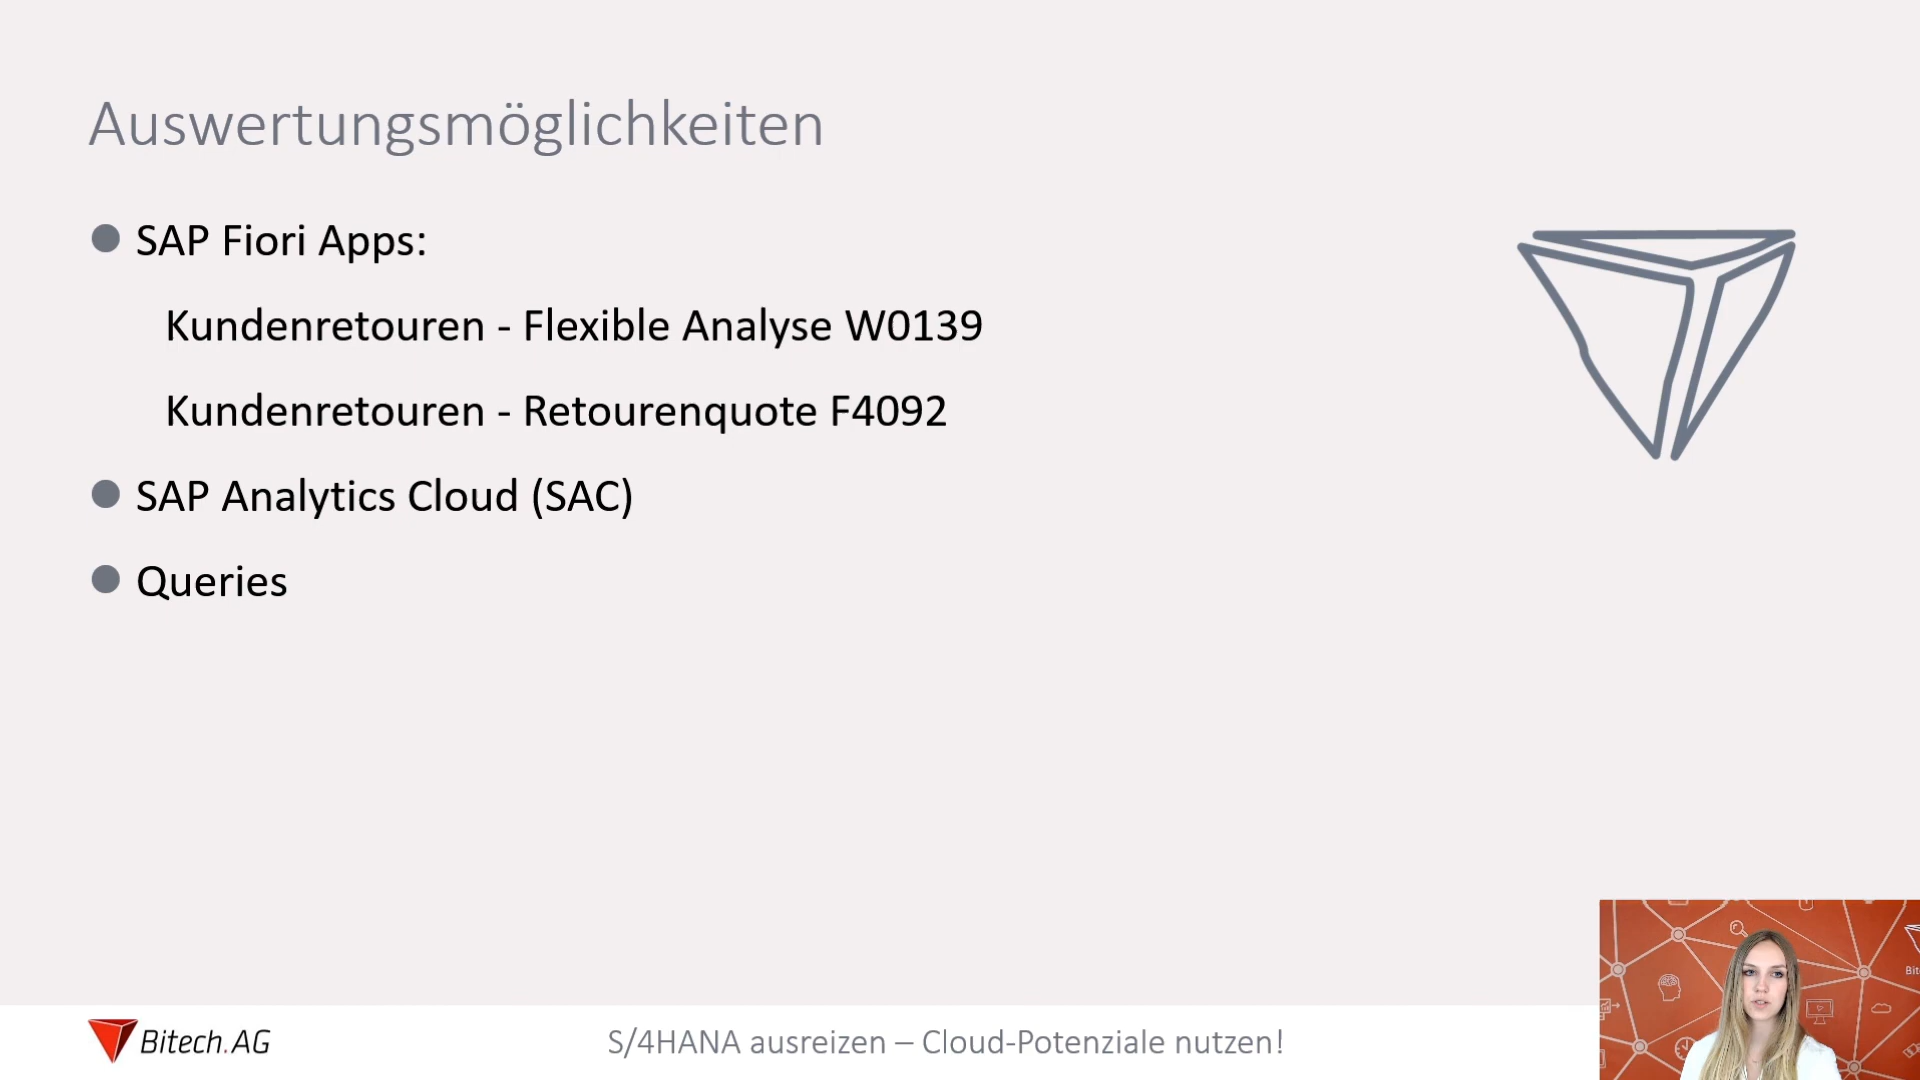 Auswertungsmöglichkeiten
SAP Fiori Apps:
Kundenretouren - Flexible Analyse W0139
Kundenretouren - Retourenquote F4092
SAP Analytics Cloud (SAC)
Queries
Bitech.AG
S/4HANA ausreizen – Cloud-Potenziale nutzen!